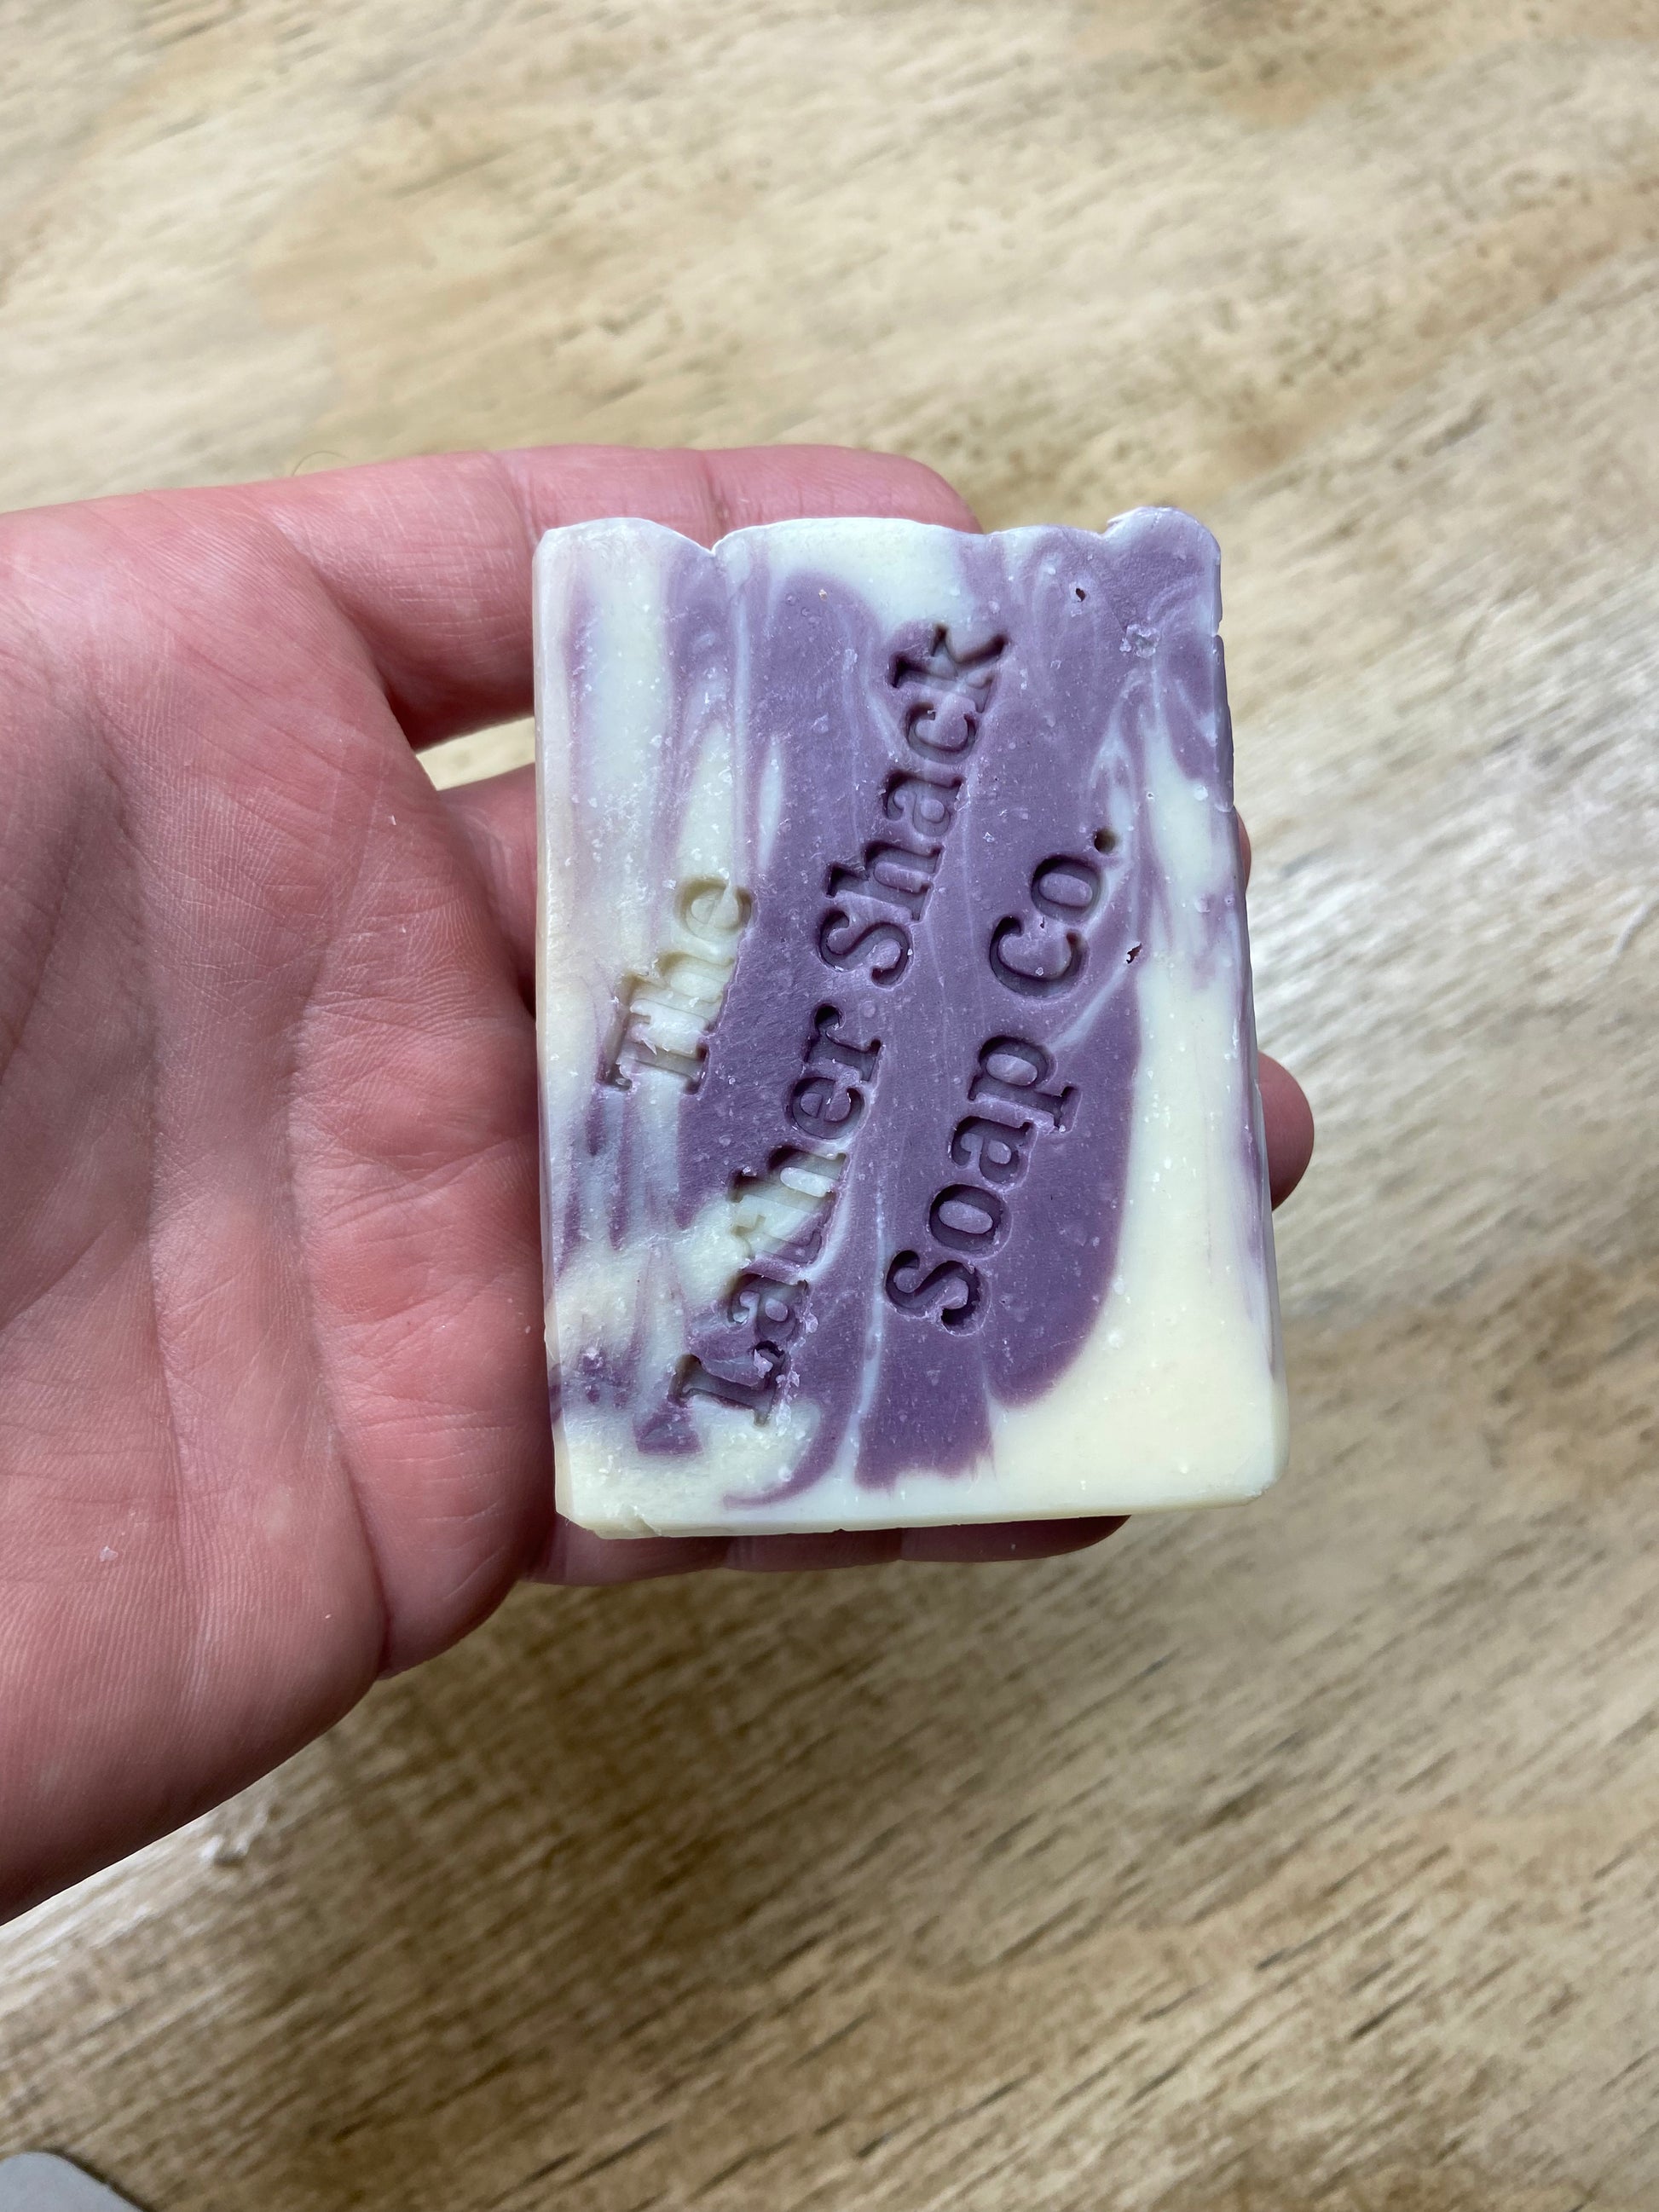 The
Lather Shack
Soap Co.